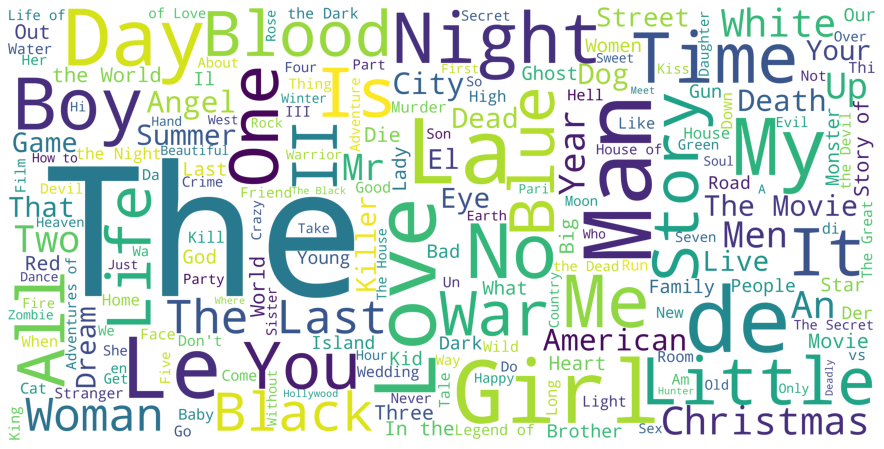 Life of
Out
Water
Her
the World
of Love
About
Il
Day
Rose
Blood
the Dark
Four
Thing
Winter
III
Part
Is
Night
Secret
First
So
City
High
Ghost
Dog
Street
Women
Sweet
Kiss
Daughter
White
Time
Our
Over
Your
Thi
Not
Up
Boy
Hi
Angel
Hand
West
Summer
Beautiful
Rock
One
II
Warrior
Adventure
Murder
Die
Son
Mr
Lady
El
Eye
Dead
La
Blue
Year
Hell
Like
House of
Man
Gun
Green
House
Road
Soul
Down
Death
Evil
Meet
My
Monster
the Devil
Story of
Game
How to
Film
Devil
That
Heaven
the Night
Da
Last
Crime
Friend
The Black
Good
The
Life
Wa
Kill
God
Party
Crazy
Take
Young
Killer
The House
Love
Bad
Earth
Un
No
Pari
Moon
Who
Big
the Dead
Run
Story
Seven
The Movie
A
Men
It
di
The Great
Two
Red
Dance
Fire
Zombie
All
When
Adventures of
Just
Home
Dream
We
She
Face
Don't
World
Sister
Where
The Last
Island
Hour
Kid
Dark
What
War
Way
Wild
Country
Me
Family
New
American
People
Live
de
An
Star
Der
The Secret
Movie
vs
Cat
King
en
Get
Stranger
Five
Le
Come
You
Without
Hollywood
Wedding
Never
Tale
Do
Happy
Girl
Heart
Long
Room
Am
Hunter
Old
Only
Deadly
Little
Woman
Baby
Go
Black
Three
In the
Legend of
Brother
Light
Sex
Christmas